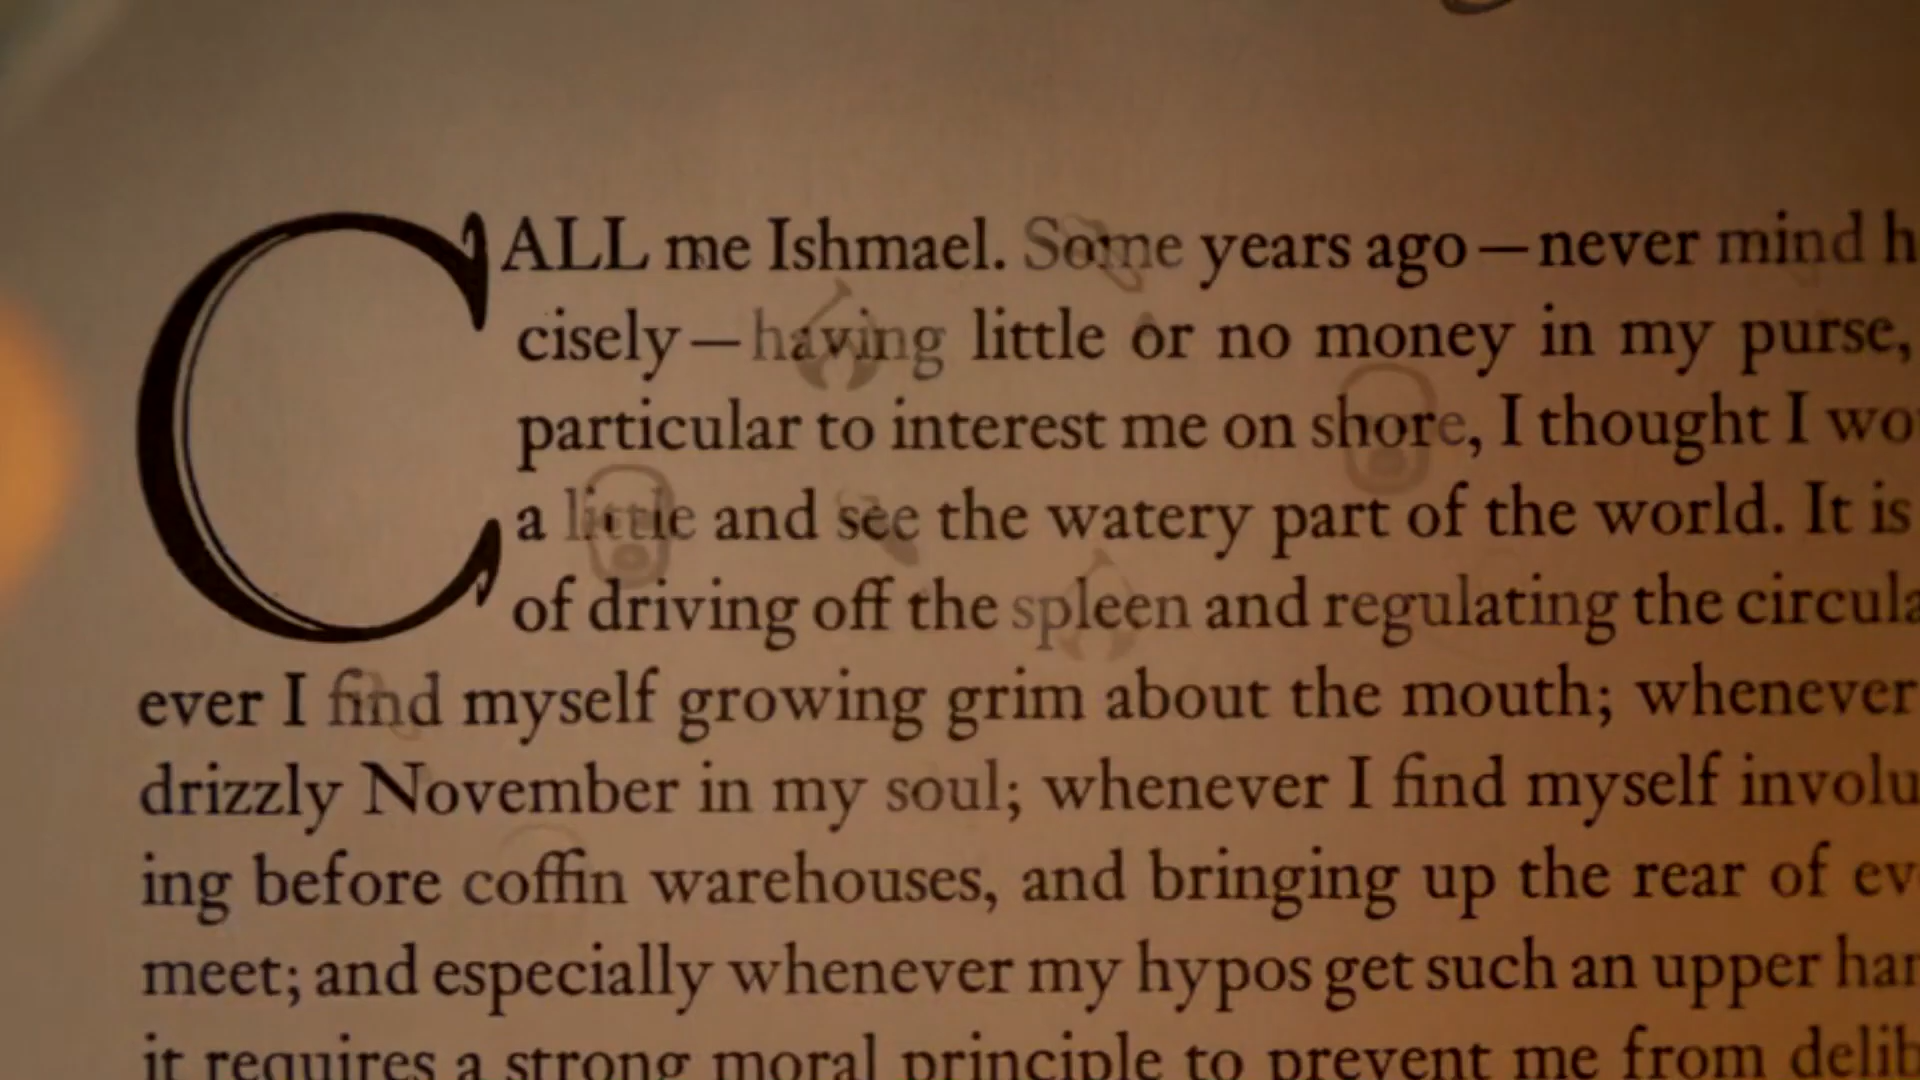 CALL me Ishmael. Some years ago—never mind h
cisely—having little or no money in my purse,
particular to interest me on shore, I thought I wo
a little and see the watery part of the world. It is
of driving off the spleen and regulating the circula
ever I find myself growing grim about the mouth; whenever
drizzly November in my soul; whenever I find myself involu
ing before coffin warehouses, and bringing up the rear of ev
meet; and especially whenever my hypos get such an upper han
it requires a strong moral principle to prevent me from delib